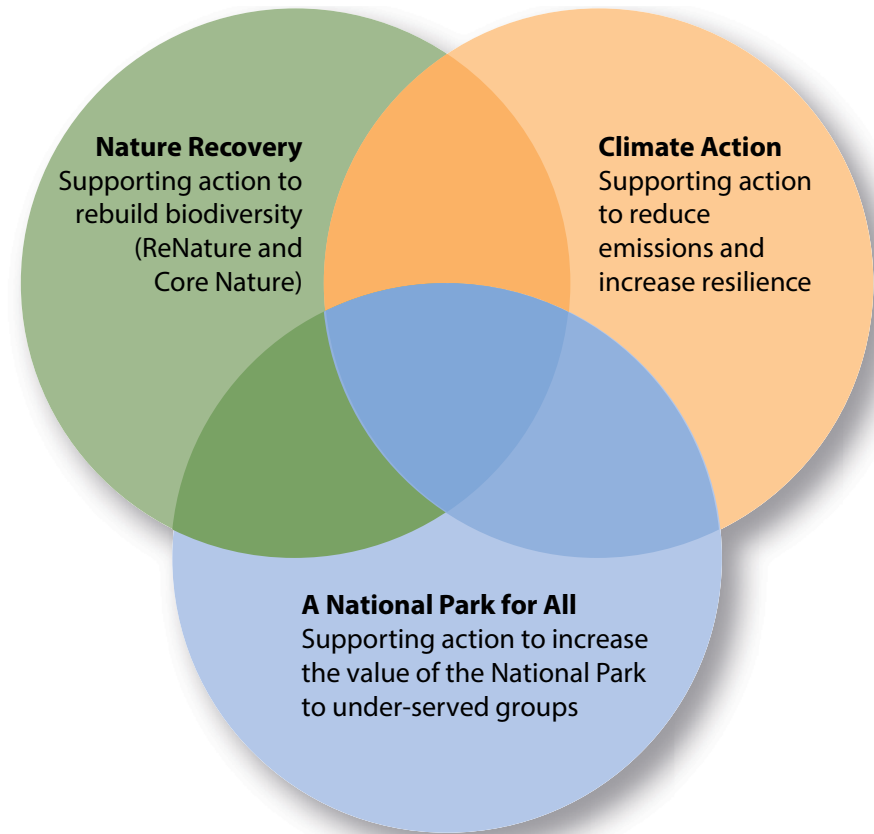 Nature Recovery
Supporting action to
rebuild biodiversity
(ReNature and
Core Nature)
Climate Action
Supporting action
to reduce
emissions and
increase resilience
A National Park for All
Supporting action to increase
the value of the National Park
to under-served groups